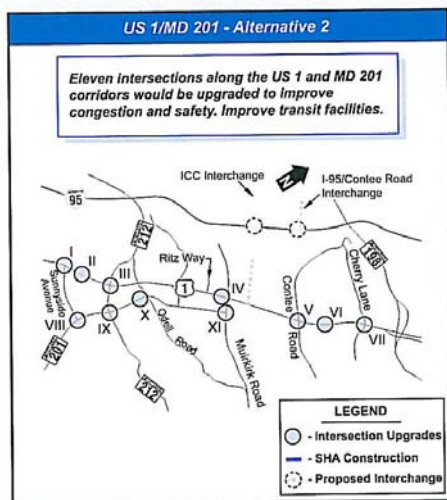 US 1/MD 201 - Alternative 2
Eleven intersections along the US 1 and MD 201
corridors would be upgraded to improve
congestion and safety. Improve transit facilities.
ICC Interchange
N
I-95/Contee Road
Interchange
95
212
198
Ritz Way
1
I
II
III
IV
Sunnyside
Avenue
Contee
Road
Cherry Lane
V
VI
VII
VIII
IX
X
XI
Odell Road
Muirkirk Road
201
212
LEGEND
- Intersection Upgrades
- SHA Construction
- Proposed Interchange